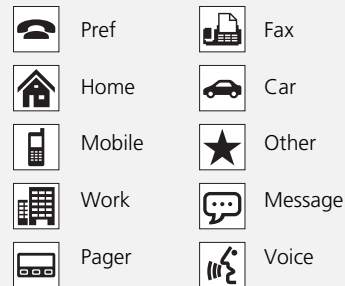 Pref
Home
Mobile
Work
Pager
Fax
Car
Other
Message
Voice